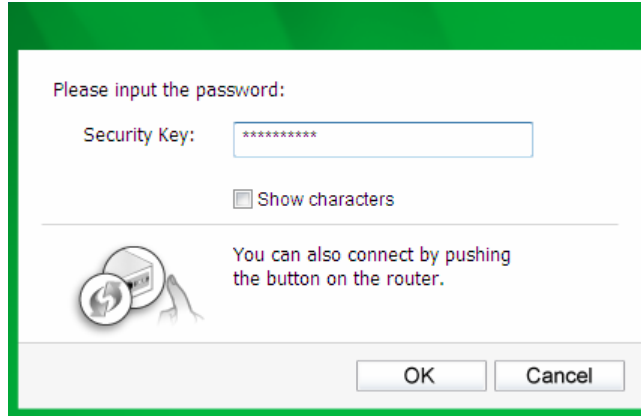 Please input the password:
Security Key: **********
Show characters
You can also connect by pushing
the button on the router.
OK Cancel